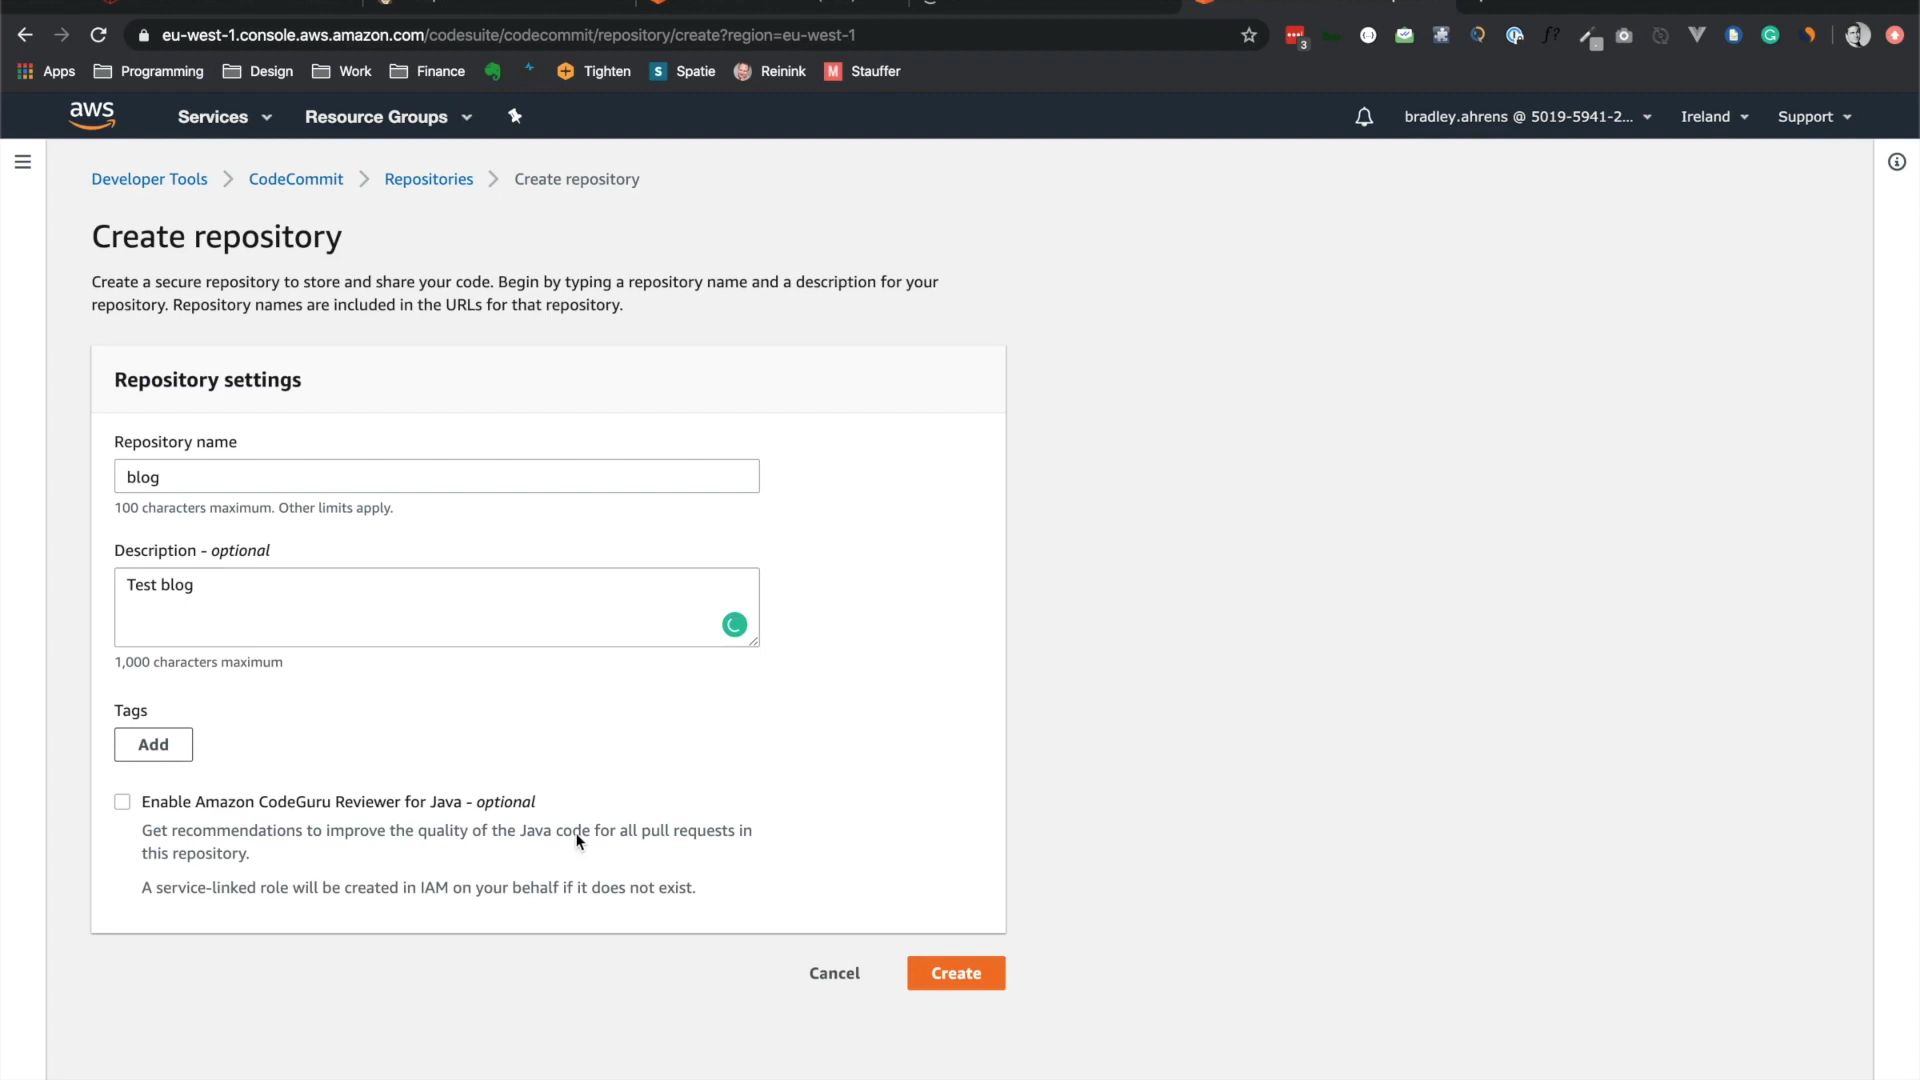 eu-west-1.console.aws.amazon.com/codesuite/codecommit/repository/create?region=eu-west-1
3
f?
Apps Programming Design Work Finance Tighten S Spatie Reinink M Stauffer
aws Services Resource Groups bradley.ahrens @ 5019-5941-2... Ireland Support
Developer Tools CodeCommit Repositories Create repository
Create repository
Create a secure repository to store and share your code. Begin by typing a repository name and a description for your
repository. Repository names are included in the URLs for that repository.
Repository settings
Repository name
blog
100 characters maximum. Other limits apply.
Description - optional
Test blog
1,000 characters maximum
Tags
Add
Enable Amazon CodeGuru Reviewer for Java - optional
Get recommendations to improve the quality of the Java code for all pull requests in
this repository.
A service-linked role will be created in IAM on your behalf if it does not exist.
Cancel Create